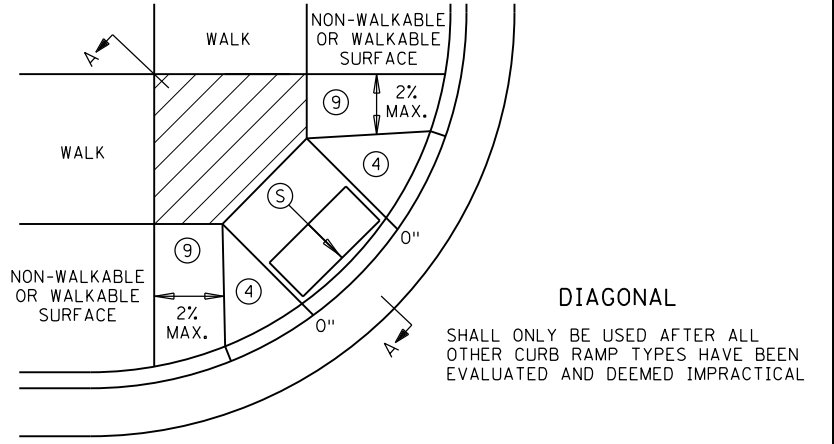 NON-WALKABLE
OR WALKABLE
SURFACE
WALK
A
9
2%
MAX.
WALK
4
S
0"
9
NON-WALKABLE
OR WALKABLE
SURFACE
4
2%
MAX.
0"
A
DIAGONAL
SHALL ONLY BE USED AFTER ALL
OTHER CURB RAMP TYPES HAVE BEEN
EVALUATED AND DEEMED IMPRACTICAL